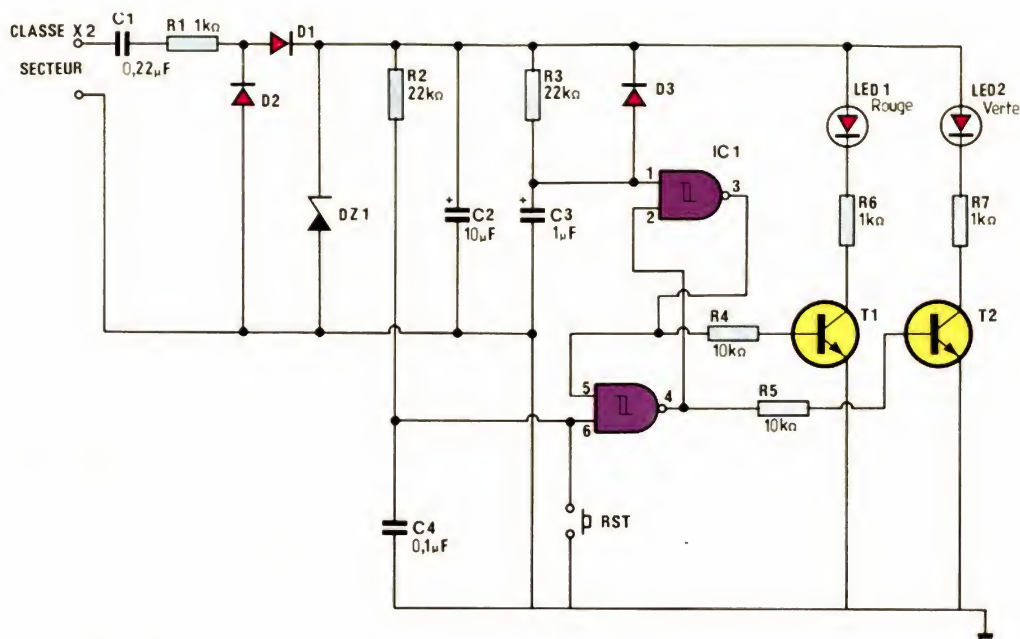 CLASSE X2
SECTEUR
C1
0,22µF
R1 1kΩ
D1
D2
DZ1
R2
22kΩ
C2
10µF
R3
22kΩ
C3
1µF
D3
IC1
1
2
3
LED1
Rouge
LED2
Verte
R6
1kΩ
R7
1kΩ
R4
10kΩ
T1
T2
5
6
4
R5
10kΩ
C4
0,1µF
RST